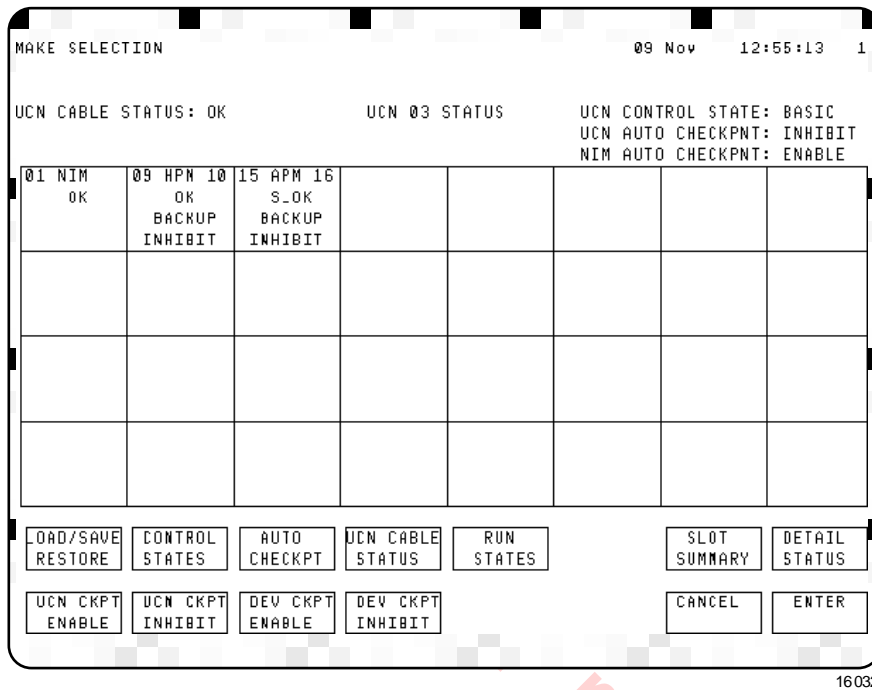 MAKE SELECTION 09 Nov 12:55:13 1
UCN CABLE STATUS: OK UCN 03 STATUS UCN CONTROL STATE: BASIC
UCN AUTO CHECKPNT: INHIBIT
NIM AUTO CHECKPNT: ENABLE
01 NIM 09 HPN 10 15 APM 16
OK OK S_OK
BACKUP BACKUP
INHIBIT INHIBIT
LOAD/SAVE CONTROL AUTO UCN CABLE RUN SLOT DETAIL
RESTORE STATES CHECKPT STATUS STATES SUMMARY STATUS
UCN CKPT UCN CKPT DEV CKPT DEV CKPT CANCEL ENTER
ENABLE INHIBIT ENABLE INHIBIT